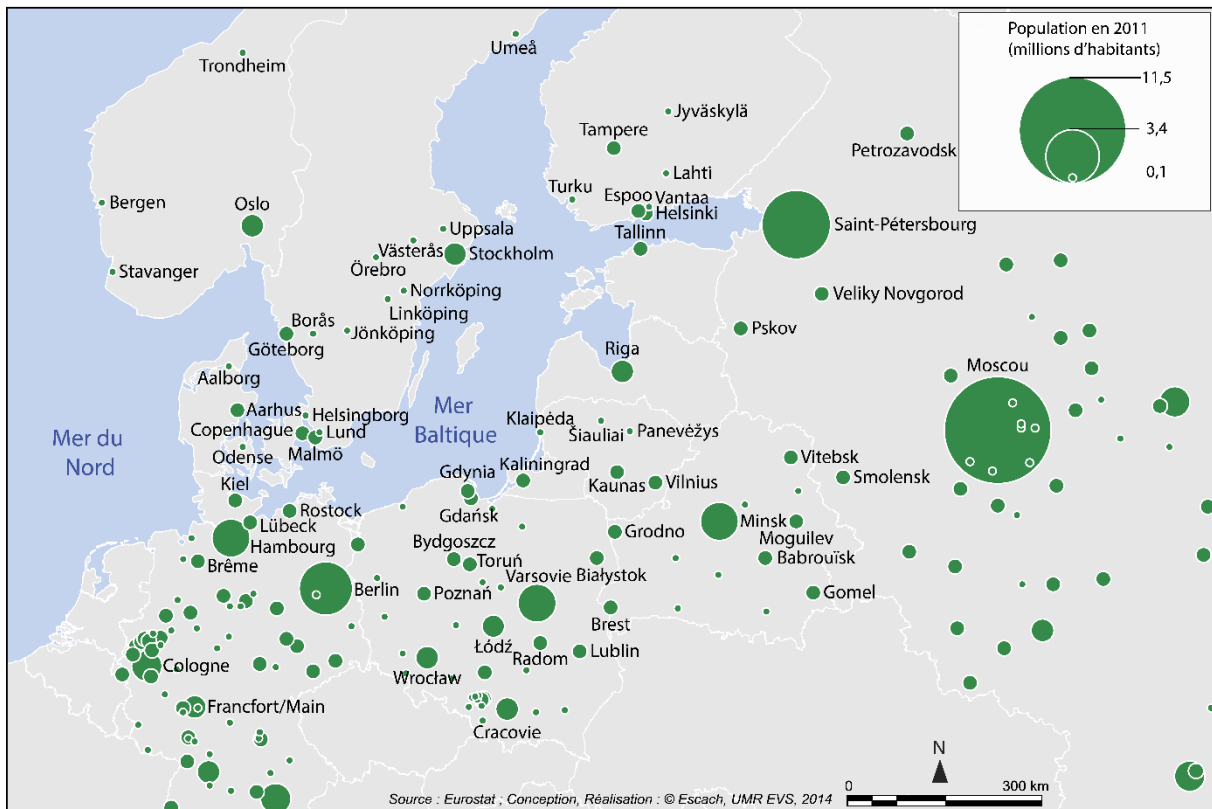 Population en 2011
(millions d'habitants)
11,5
3,4
0,1
Umeå
Trondheim
Jyväskylä
Tampere
Petrozavodsk
Lahti
Turku
Espoo
Vantaa
Helsinki
Bergen
Oslo
Uppsala
Tallinn
Saint-Pétersbourg
Västerås
Stockholm
Örebro
Stavanger
Norrköping
Veliky Novgorod
Linköping
Borås
Jönköping
Pskov
Göteborg
Riga
Moscou
Aalborg
Mer
Baltique
Aarhus
Helsingborg
Klaipėda
Copenhague
Lund
Šiauliai
Panevėžys
Mer du
Nord
Odense
Malmö
Vitebsk
Kaliningrad
Gdynia
Kiel
Kaunas
Vilnius
Smolensk
Rostock
Gdańsk
Lübeck
Minsk
Hambourg
Grodno
Moguilev
Bydgoszcz
Babrouïsk
Brême
Toruń
Varsovie
Białystok
Berlin
Poznań
Gomel
Brest
Łódź
Radom
Lublin
Cologne
Wrocław
Francfort/Main
Cracovie
N
0
300 km
Source : Eurostat ; Conception, Réalisation : © Escach, UMR EVS, 2014